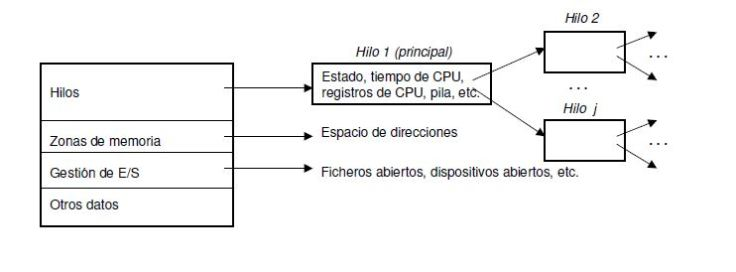 Hilo 2
Hilo 1 (principal)
Hilos
Estado, tiempo de CPU,
registros de CPU, pila, etc.
...
...
Hilo j
Zonas de memoria
Espacio de direcciones
...
Gestión de E/S
Ficheros abiertos, dispositivos abiertos, etc.
Otros datos